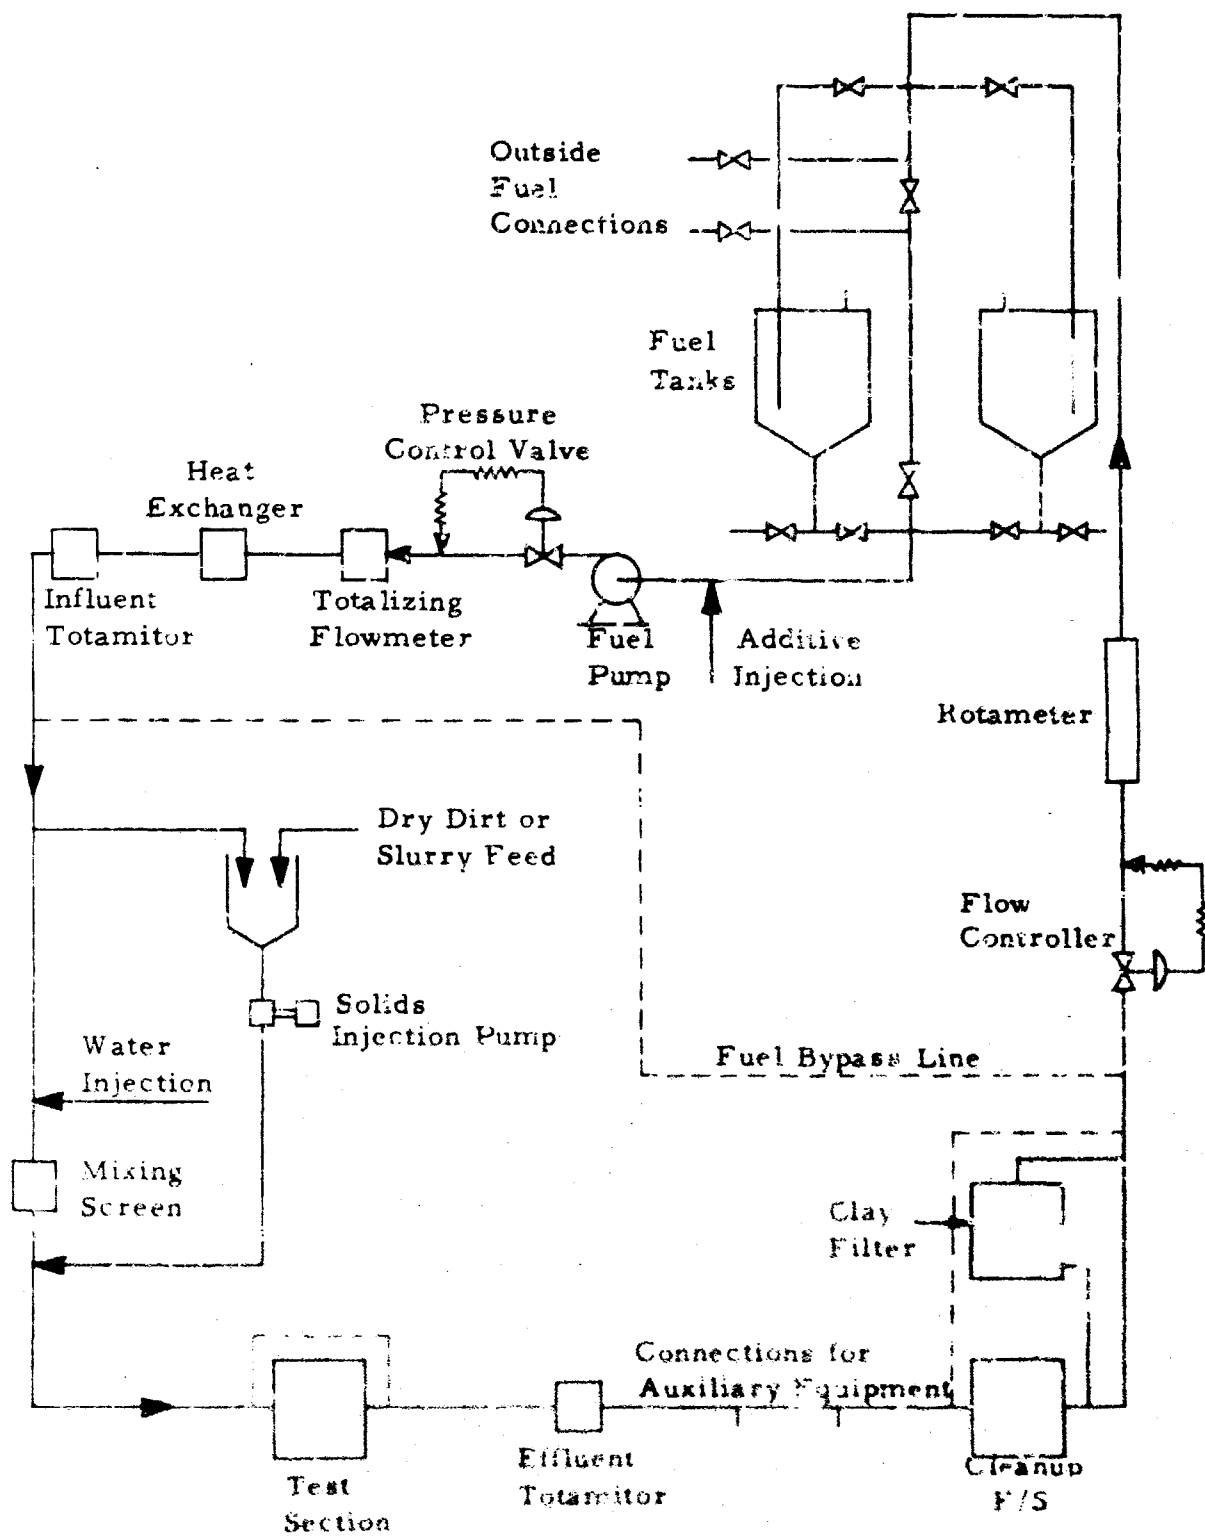 Outside
Fuel
Connections
Fuel
Tanks
Pressure
Control Valve
Heat
Exchanger
Influent
Totamitor
Totalizing
Flowmeter
Fuel
Pump
Additive
Injection
Rotameter
Dry Dirt or
Slurry Feed
Flow
Controller
Solids
Injection Pump
Water
Injection
Fuel Bypass Line
Mixing
Screen
Clay
Filter
Connections for
Auxiliary Equipment
Effluent
Totamitor
Test
Section
Cleanup
F/S